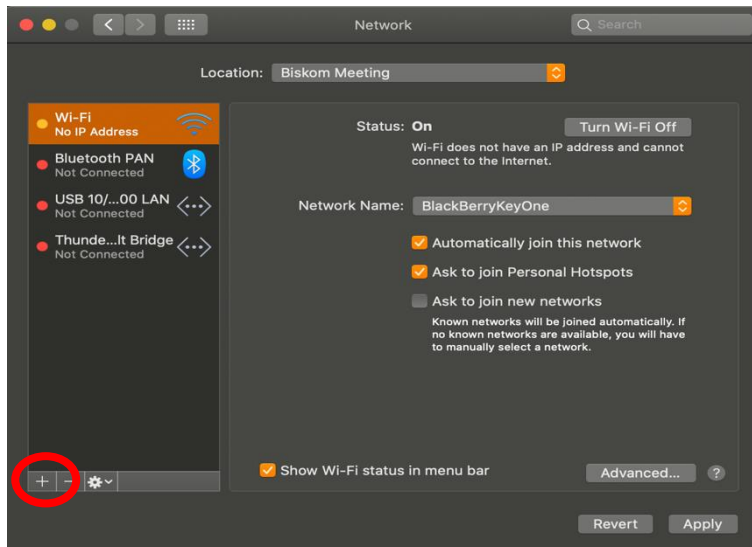 Network
Search
Location: Biskom Meeting
Wi-Fi
No IP Address
Bluetooth PAN
Not Connected
USB 10/...00 LAN
Not Connected
Thunde...lt Bridge
Not Connected
Status: On
Turn Wi-Fi Off
Wi-Fi does not have an IP address and cannot
connect to the Internet.
Network Name: BlackBerryKeyOne
Automatically join this network
Ask to join Personal Hotspots
Ask to join new networks
Known networks will be joined automatically. If
no known networks are available, you will have
to manually select a network.
Show Wi-Fi status in menu bar
Advanced... ?
Revert Apply